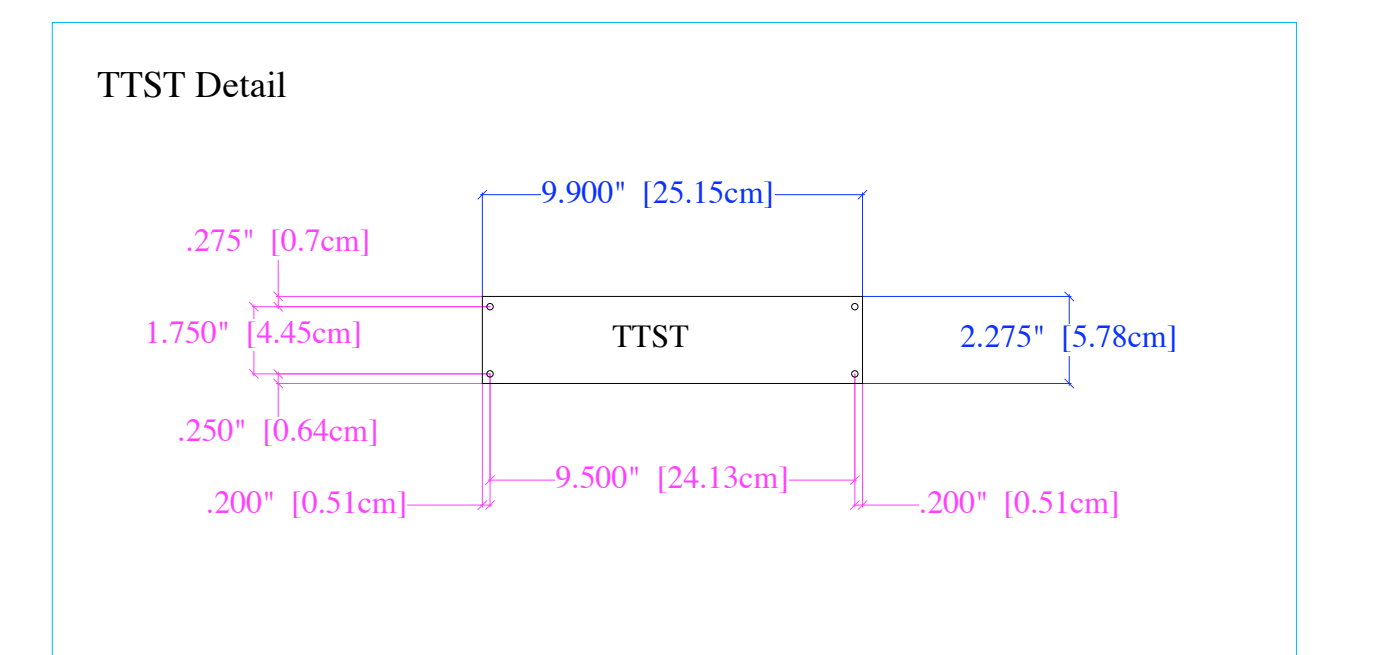 TTST Detail
9.900" [25.15cm]
.275" [0.7cm]
1.750" [4.45cm]
TTST
2.275" [5.78cm]
.250" [0.64cm]
9.500" [24.13cm]
.200" [0.51cm]
.200" [0.51cm]